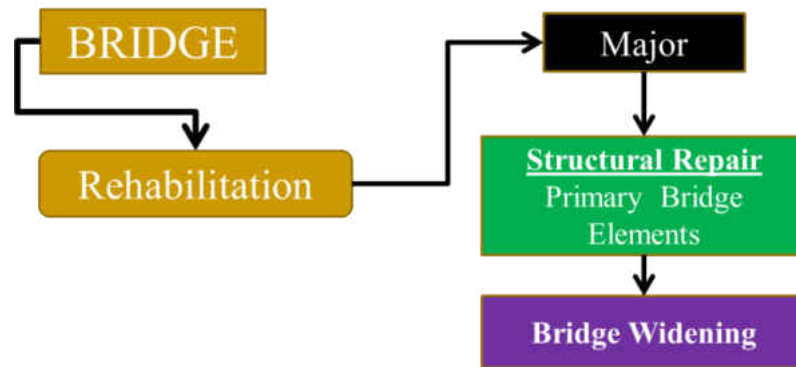 BRIDGE
Rehabilitation
Major
Structural Repair
Primary Bridge
Elements
Bridge Widening